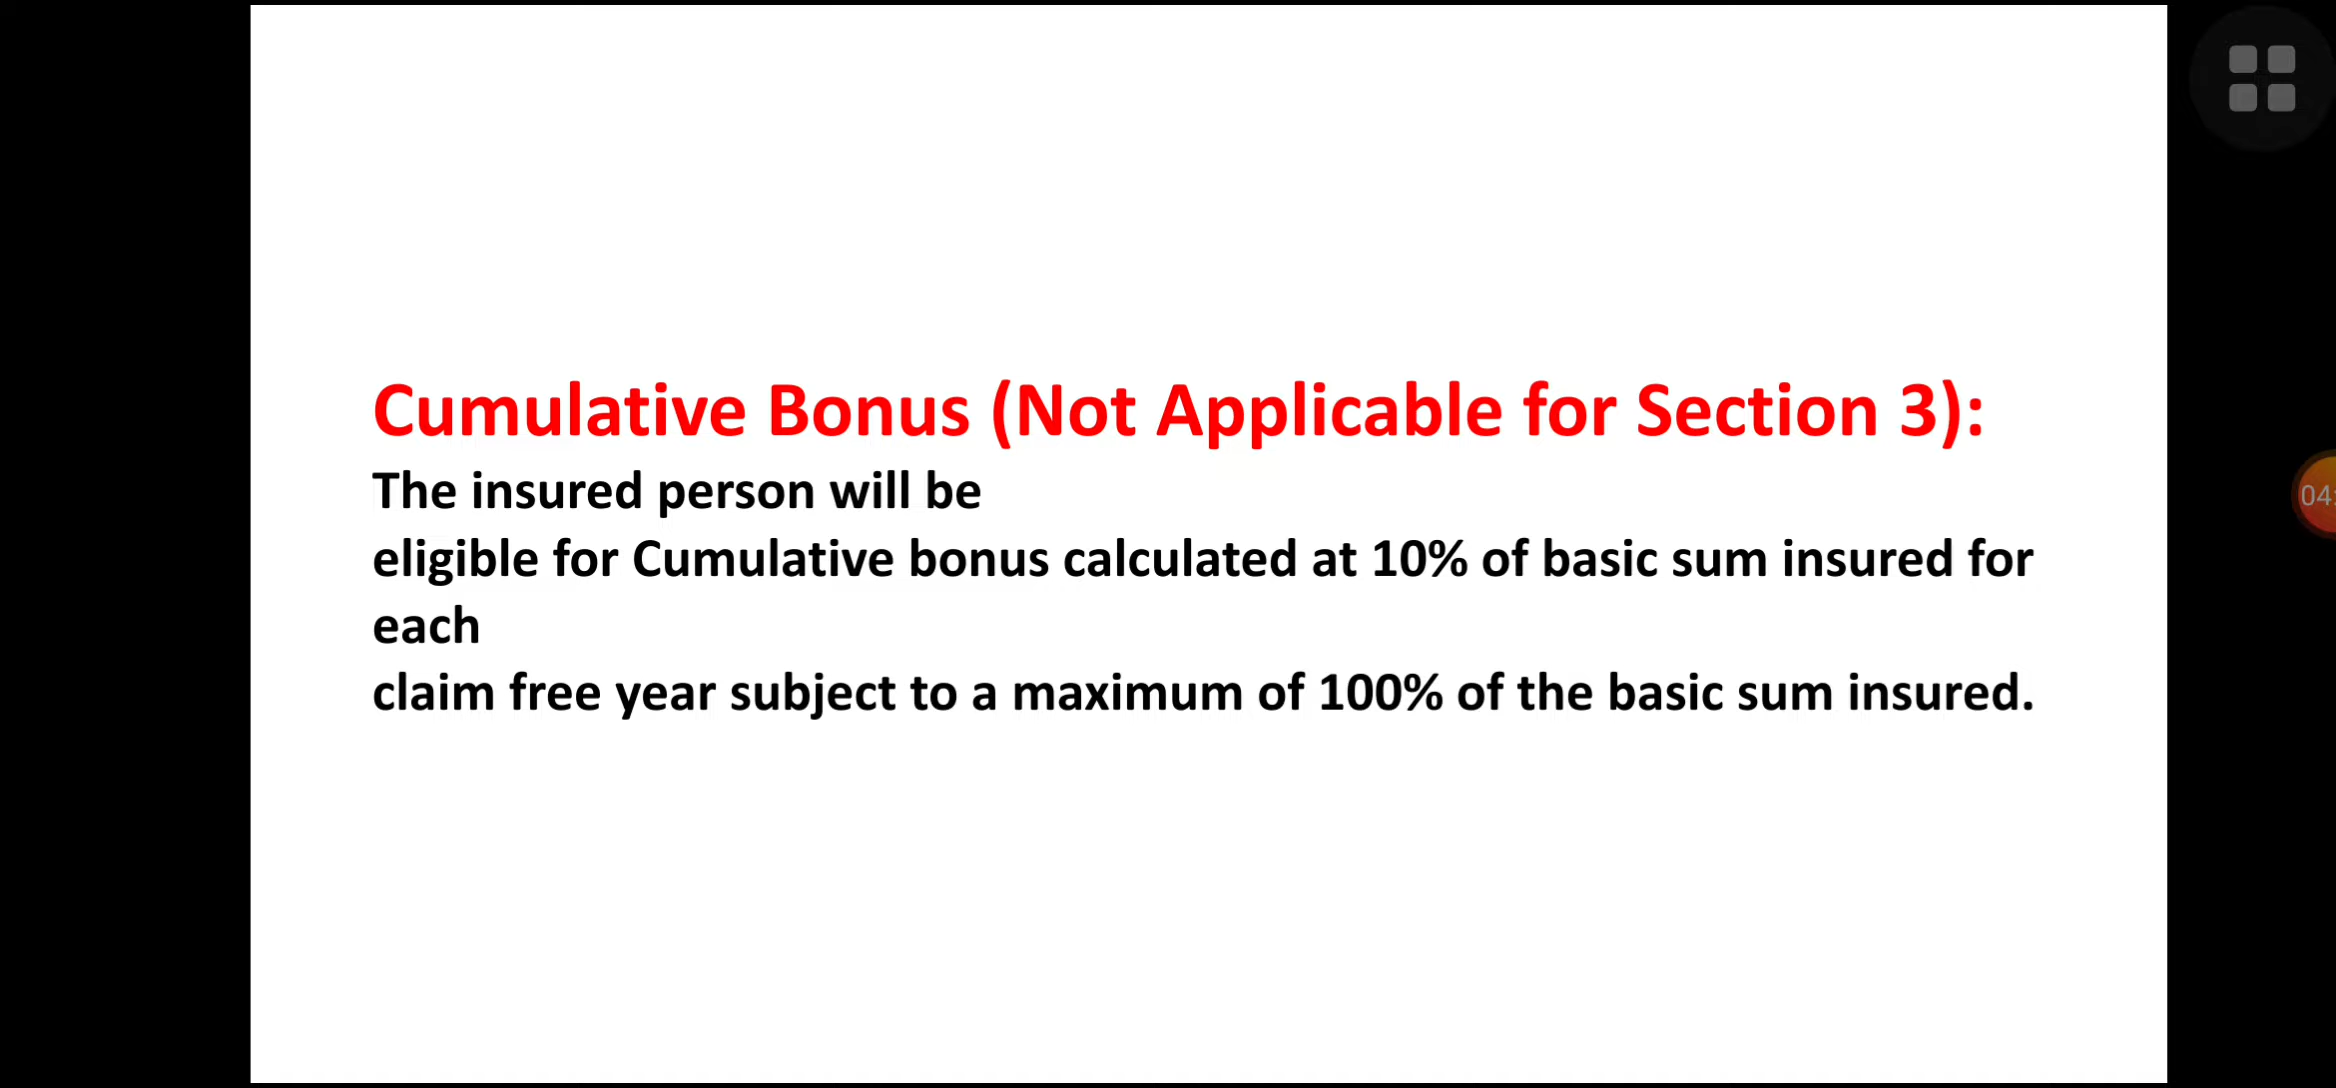 Cumulative Bonus (Not Applicable for Section 3):
The insured person will be
eligible for Cumulative bonus calculated at 10% of basic sum insured for
each
claim free year subject to a maximum of 100% of the basic sum insured.
04: